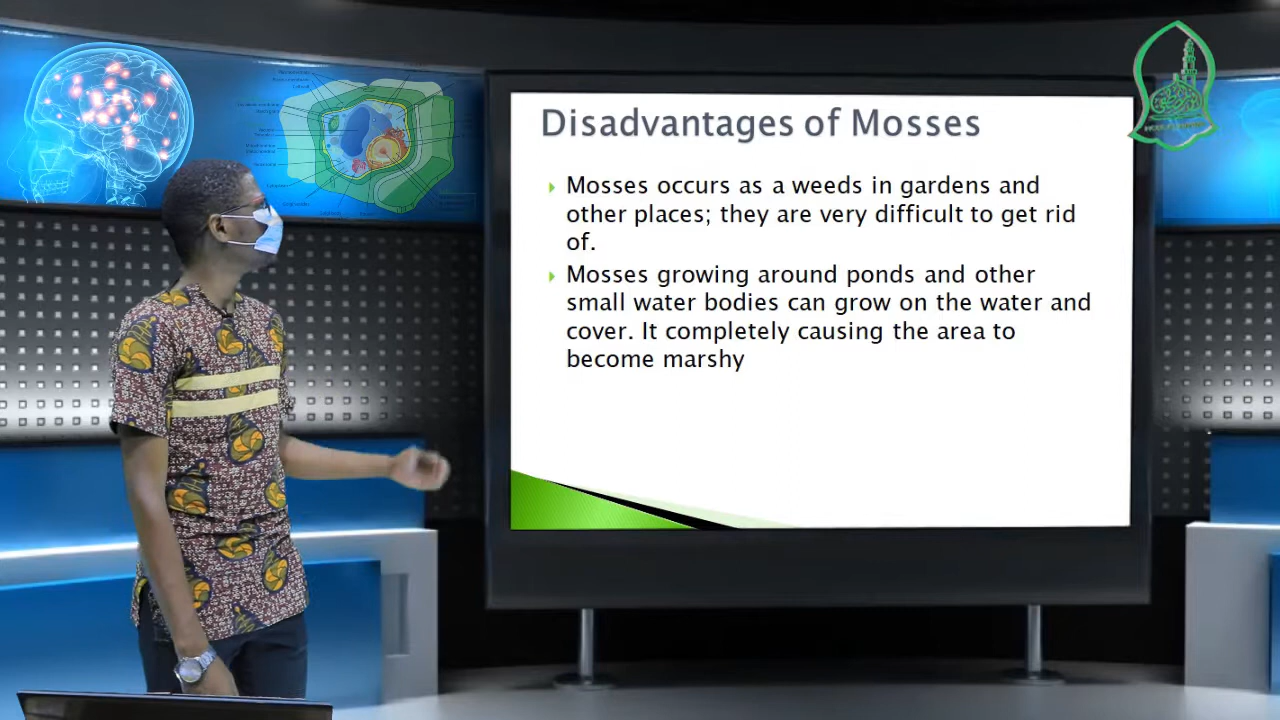 Disadvantages of Mosses
Mosses occurs as a weeds in gardens and
other places; they are very difficult to get rid
of.
Mosses growing around ponds and other
small water bodies can grow on the water and
cover. It completely causing the area to
become marshy